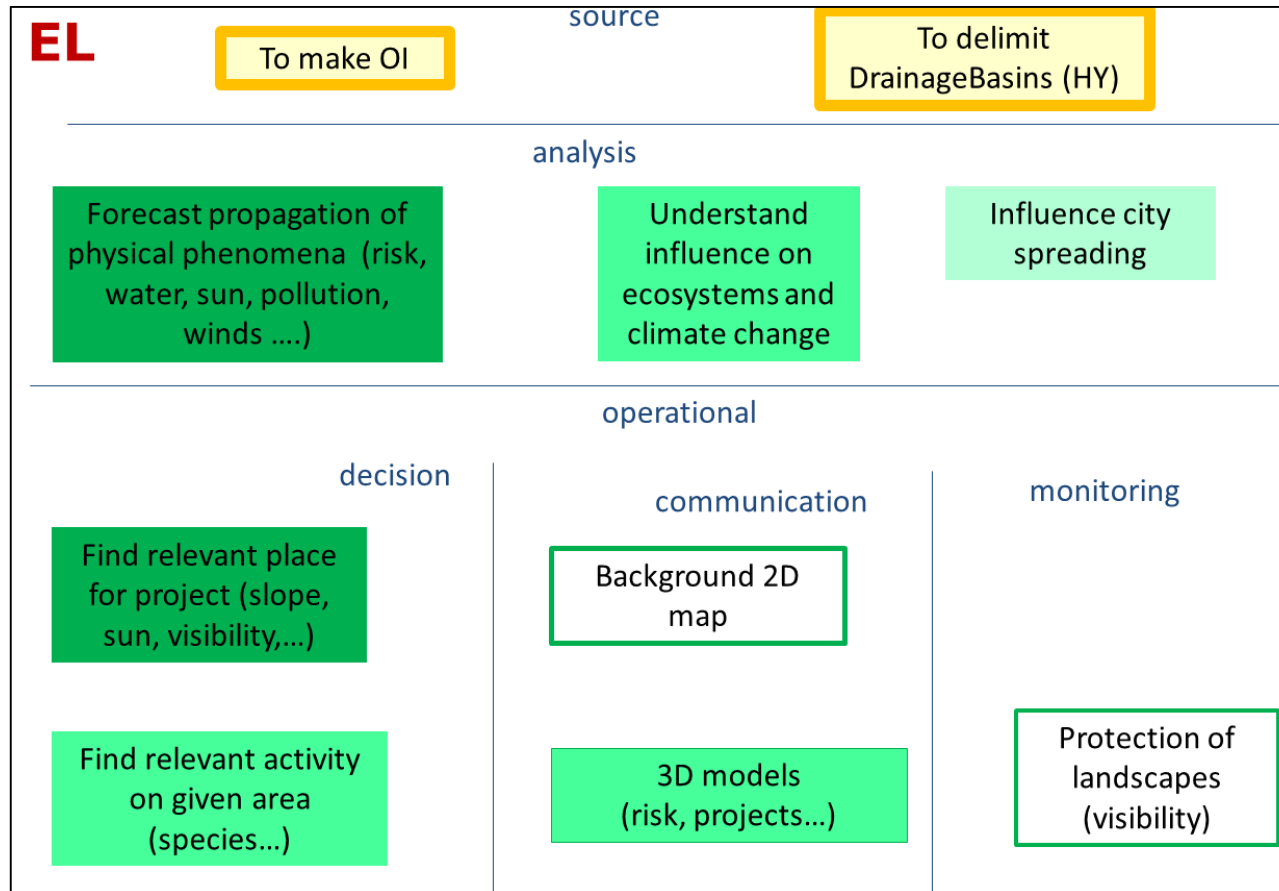 source
EL
To make OI
To delimit
DrainageBasins (HY)
analysis
Forecast propagation of
physical phenomena (risk,
water, sun, pollution,
winds ….)
Understand
influence on
ecosystems and
climate change
Influence city
spreading
operational
decision
communication
monitoring
Find relevant place
for project (slope,
sun, visibility,…)
Background 2D
map
Find relevant activity
on given area
(species…)
3D models
(risk, projects…)
Protection of
landscapes
(visibility)